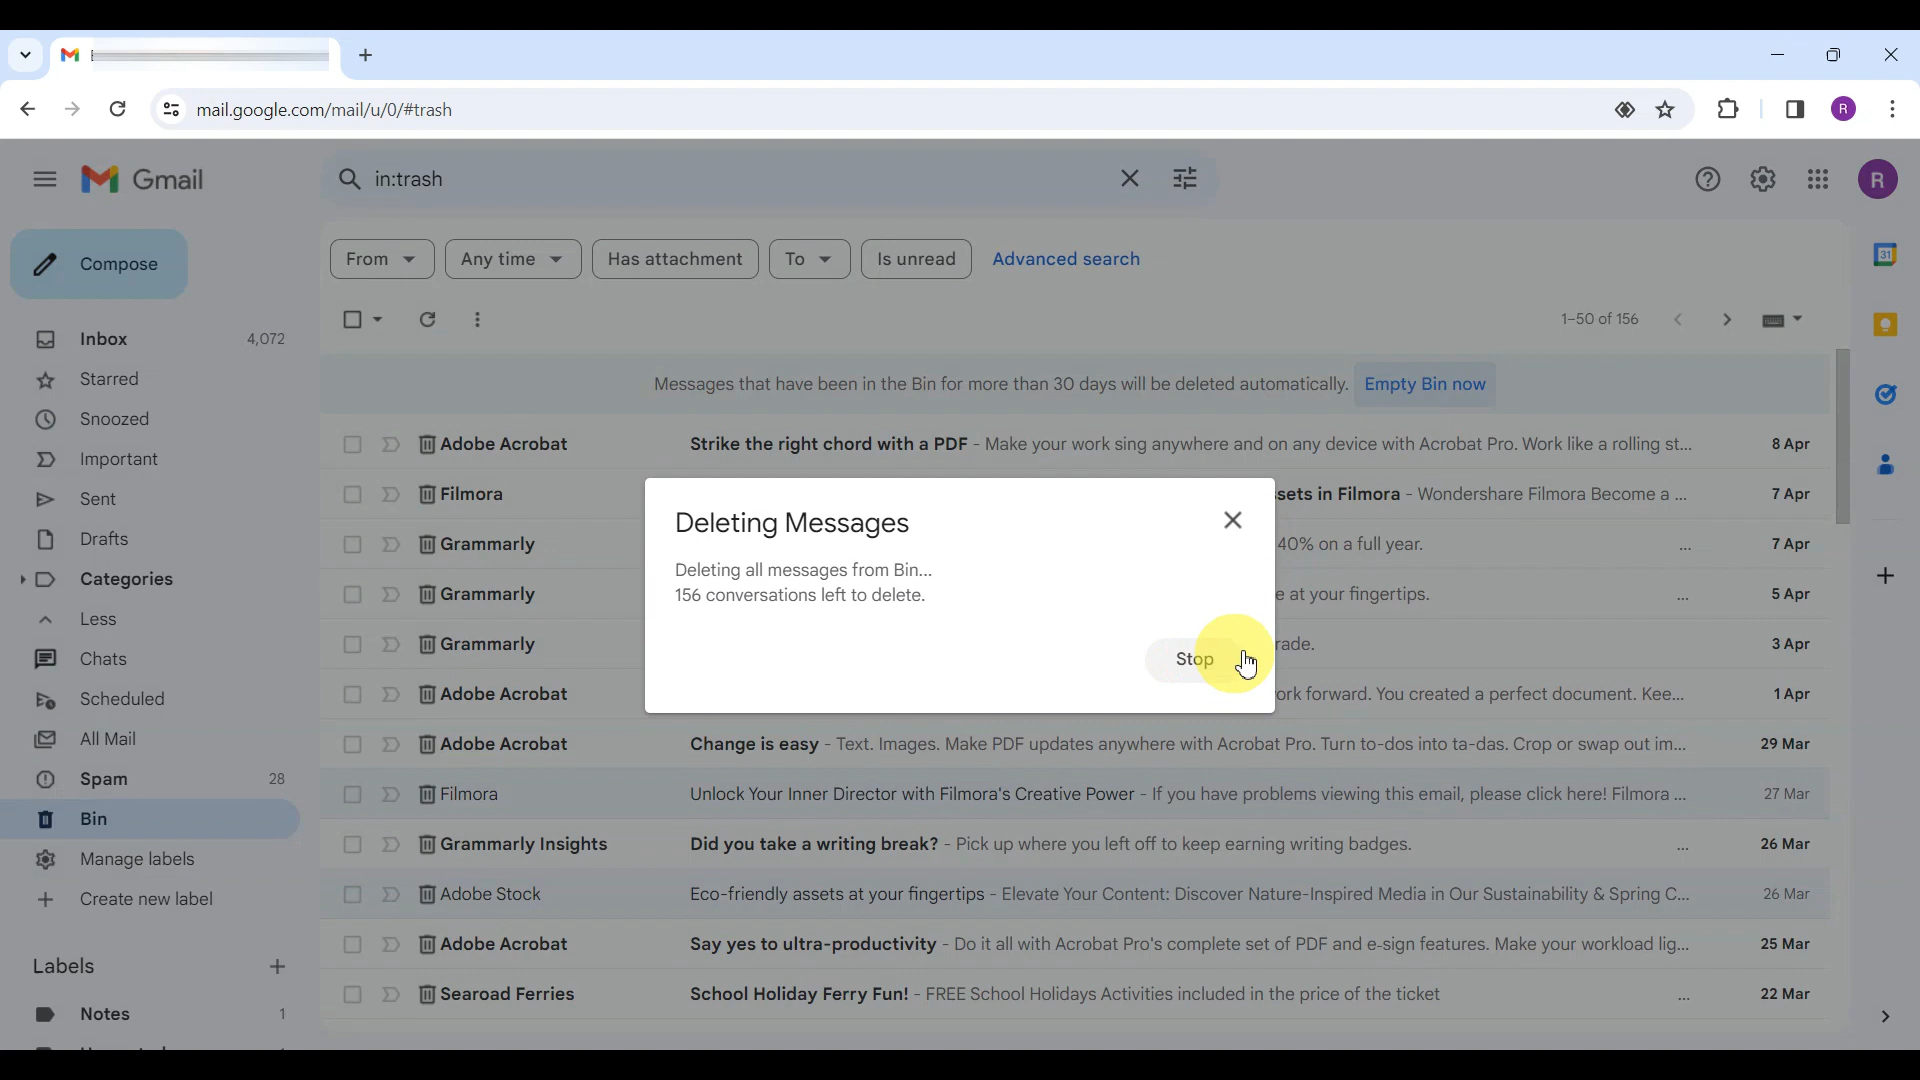 mail.google.com/mail/u/0/#trash
R
Gmail
in:trash
R
Compose
From
Any time
Has attachment
To
Is unread
Advanced search
31
1–50 of 156
Inbox 4,072
Starred
Snoozed
Important
Sent
Drafts
Categories
Less
Chats
Scheduled
All Mail
Spam 28
Bin
Manage labels
Create new label
Labels
Notes 1
Messages that have been in the Bin for more than 30 days will be deleted automatically. Empty Bin now
Adobe Acrobat Strike the right chord with a PDF - Make your work sing anywhere and on any device with Acrobat Pro. Work like a rolling st... 8 Apr
Filmora sets in Filmora - Wondershare Filmora Become a ... 7 Apr
Grammarly 40% on a full year. ... 7 Apr
Grammarly e at your fingertips. ... 5 Apr
Grammarly rade. 3 Apr
Adobe Acrobat ork forward. You created a perfect document. Kee... 1 Apr
Adobe Acrobat Change is easy - Text. Images. Make PDF updates anywhere with Acrobat Pro. Turn to-dos into ta-das. Crop or swap out im... 29 Mar
Filmora Unlock Your Inner Director with Filmora's Creative Power - If you have problems viewing this email, please click here! Filmora ... 27 Mar
Grammarly Insights Did you take a writing break? - Pick up where you left off to keep earning writing badges. ... 26 Mar
Adobe Stock Eco-friendly assets at your fingertips - Elevate Your Content: Discover Nature-Inspired Media in Our Sustainability & Spring C... 26 Mar
Adobe Acrobat Say yes to ultra-productivity - Do it all with Acrobat Pro's complete set of PDF and e-sign features. Make your workload lig... 25 Mar
Searoad Ferries School Holiday Ferry Fun! - FREE School Holidays Activities included in the price of the ticket ... 22 Mar
Deleting Messages
Deleting all messages from Bin...
156 conversations left to delete.
Stop